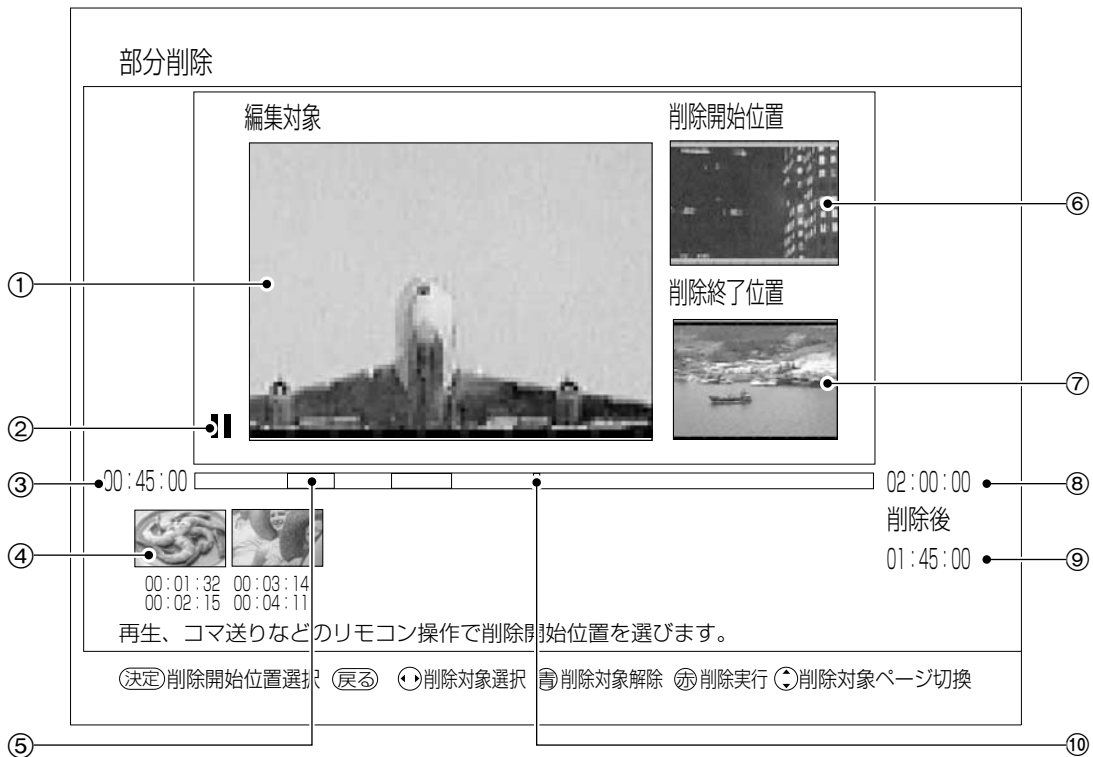 部分削除
編集対象
削除開始位置
⑥
①
削除終了位置
⑦
②
③
00:45:00
02:00:00
⑧
削除後
④
01:45:00
⑨
00:01:32 00:03:14
00:02:15 00:04:11
再生、コマ送りなどのリモコン操作で削除開始位置を選びます。
決定 削除開始位置選択 戻る 削除対象選択 青 削除対象解除 赤 削除実行 削除対象ページ切換
⑤
⑩